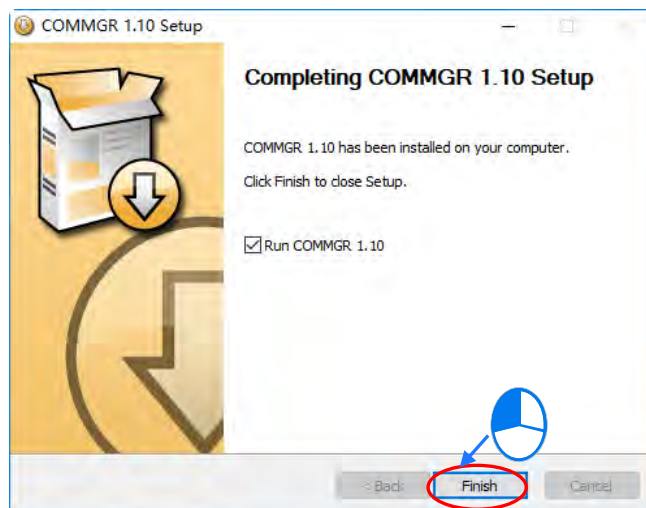 COMMGR 1.10 Setup
Completing COMMGR 1.10 Setup
COMMGR 1.10 has been installed on your computer.
Click Finish to close Setup.
Run COMMGR 1.10
< Back
Finish
Cancel